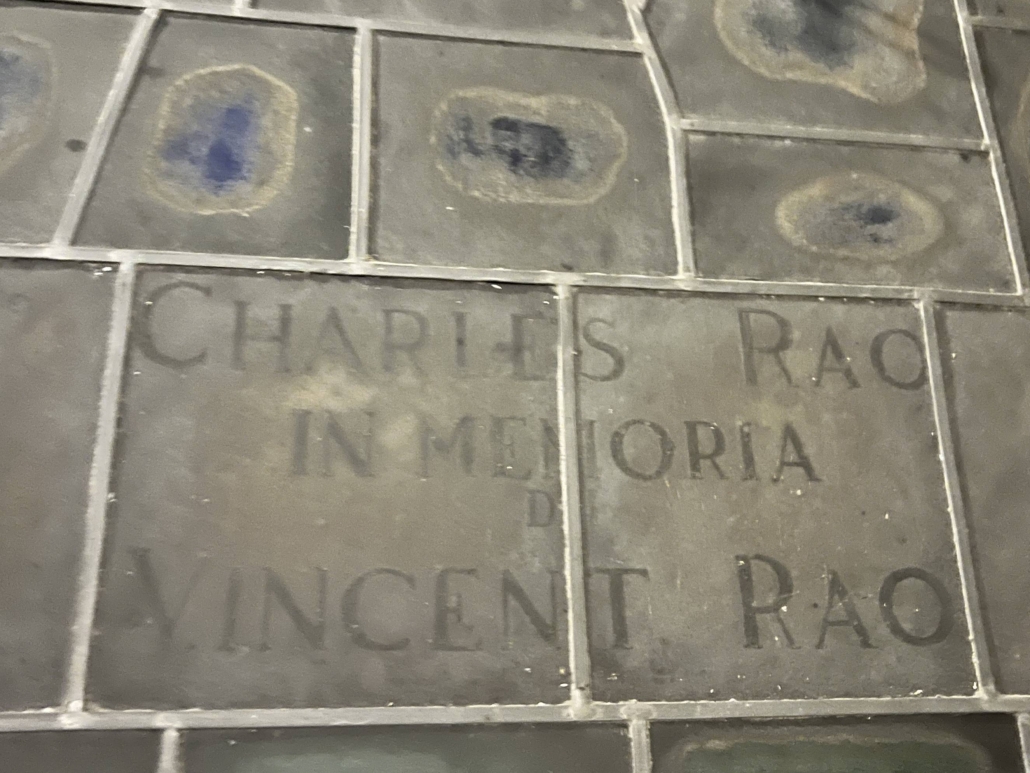 CHARLES RAO
IN MEMORIA
DI
VINCENT RAO